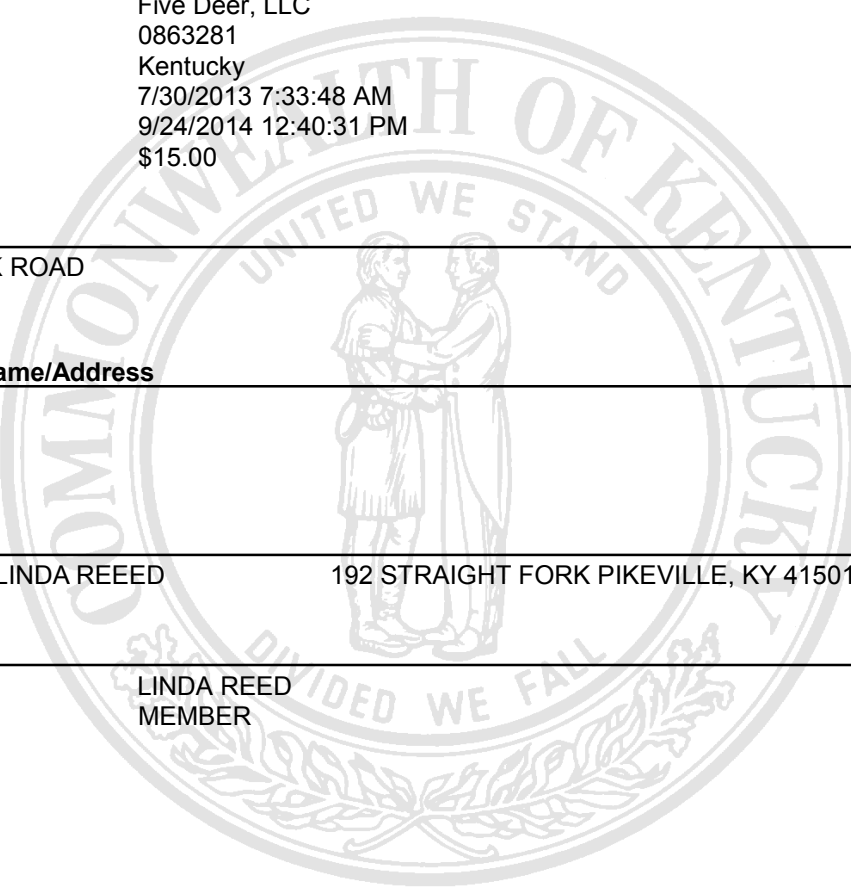 Five Deer, LLC
0863281
Kentucky
7/30/2013 7:33:48 AM
9/24/2014 12:40:31 PM
$15.00
ROAD
ame/Address
LINDA REEED 192 STRAIGHT FORK PIKEVILLE, KY 41501
LINDA REED
MEMBER
COMMONWEALTH OF KENTUCKY
UNITED WE STAND
DIVIDED WE FALL